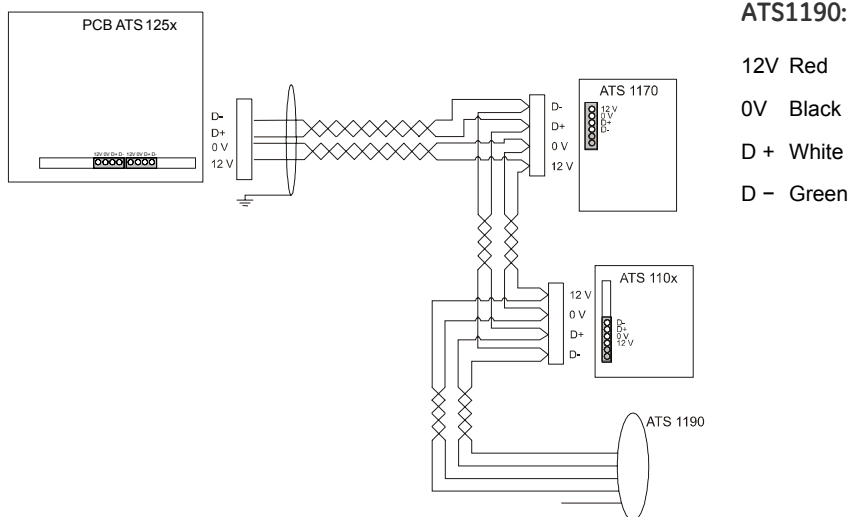 PCB ATS 125x
12V 0V D+ D- 12V 0V D+ D-
D-
D+
0 V
12 V
D-
D+
0 V
12 V
ATS 1170
12 V
0 V
D+
D-
12 V
0 V
D+
D-
ATS 110x
D-
D+
0 V
12 V
ATS 1190
ATS1190:
12V Red
0V Black
D + White
D − Green